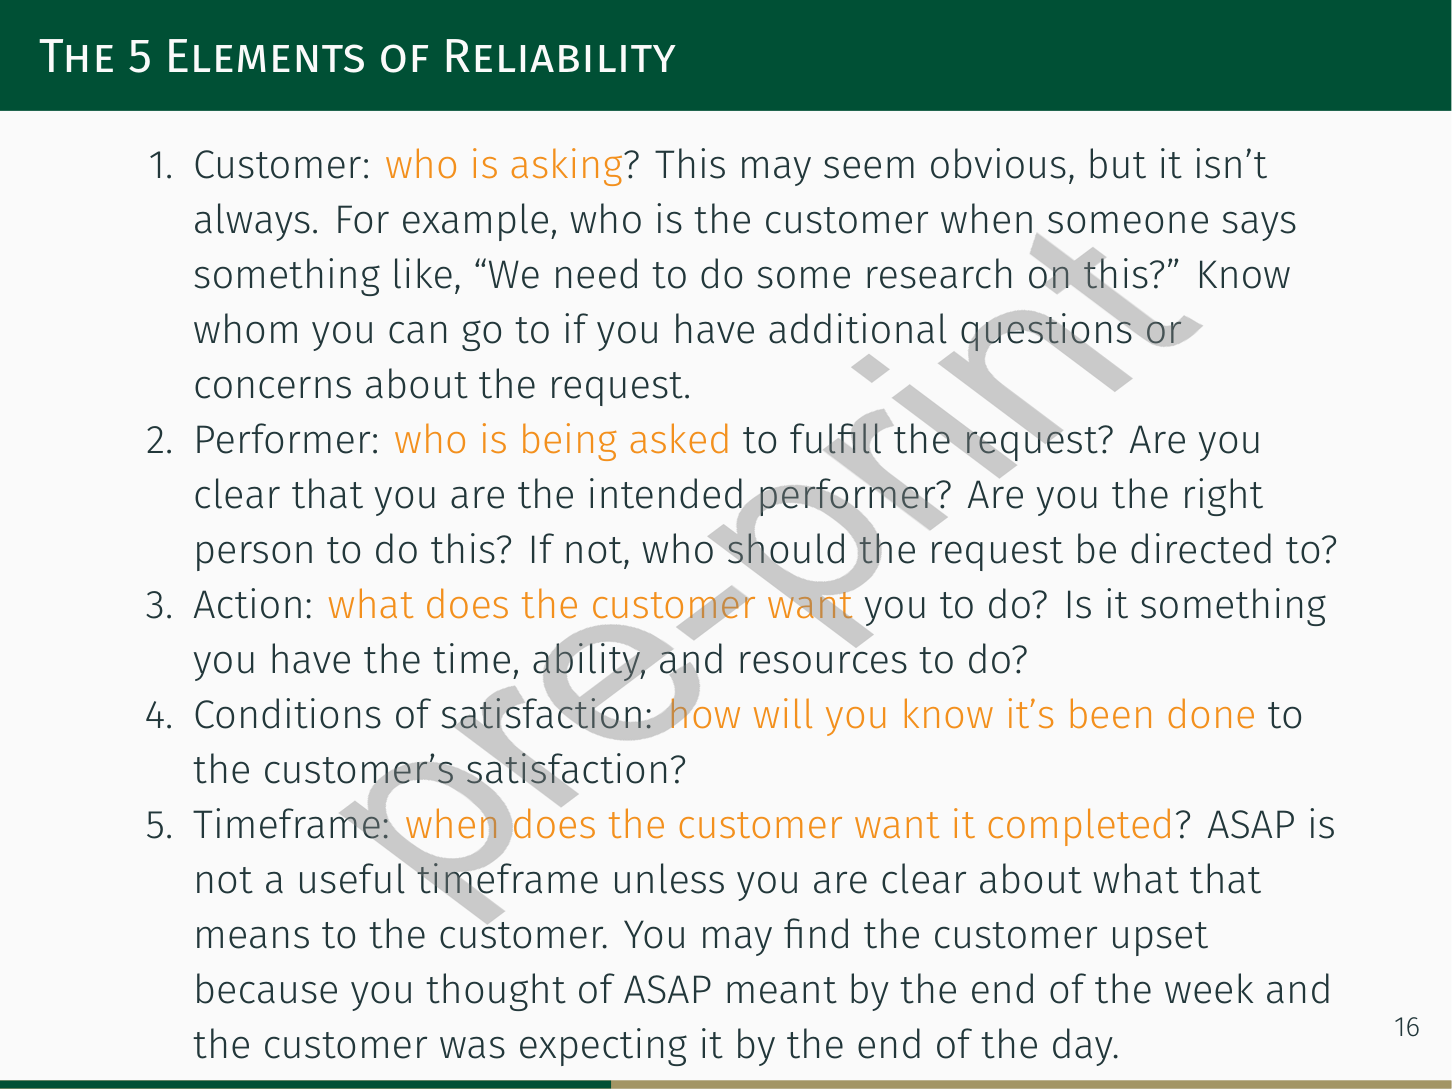 The 5 Elements of Reliability
1. Customer: who is asking? This may seem obvious, but it isn’t
always. For example, who is the customer when someone says
something like, “We need to do some research on this?” Know
whom you can go to if you have additional questions or
concerns about the request.
2. Performer: who is being asked to fulfill the request? Are you
clear that you are the intended performer? Are you the right
person to do this? If not, who should the request be directed to?
3. Action: what does the customer want you to do? Is it something
you have the time, ability, and resources to do?
4. Conditions of satisfaction: how will you know it’s been done to
the customer’s satisfaction?
5. Timeframe: when does the customer want it completed? ASAP is
not a useful timeframe unless you are clear about what that
means to the customer. You may find the customer upset
because you thought of ASAP meant by the end of the week and
the customer was expecting it by the end of the day.
16
pre-print